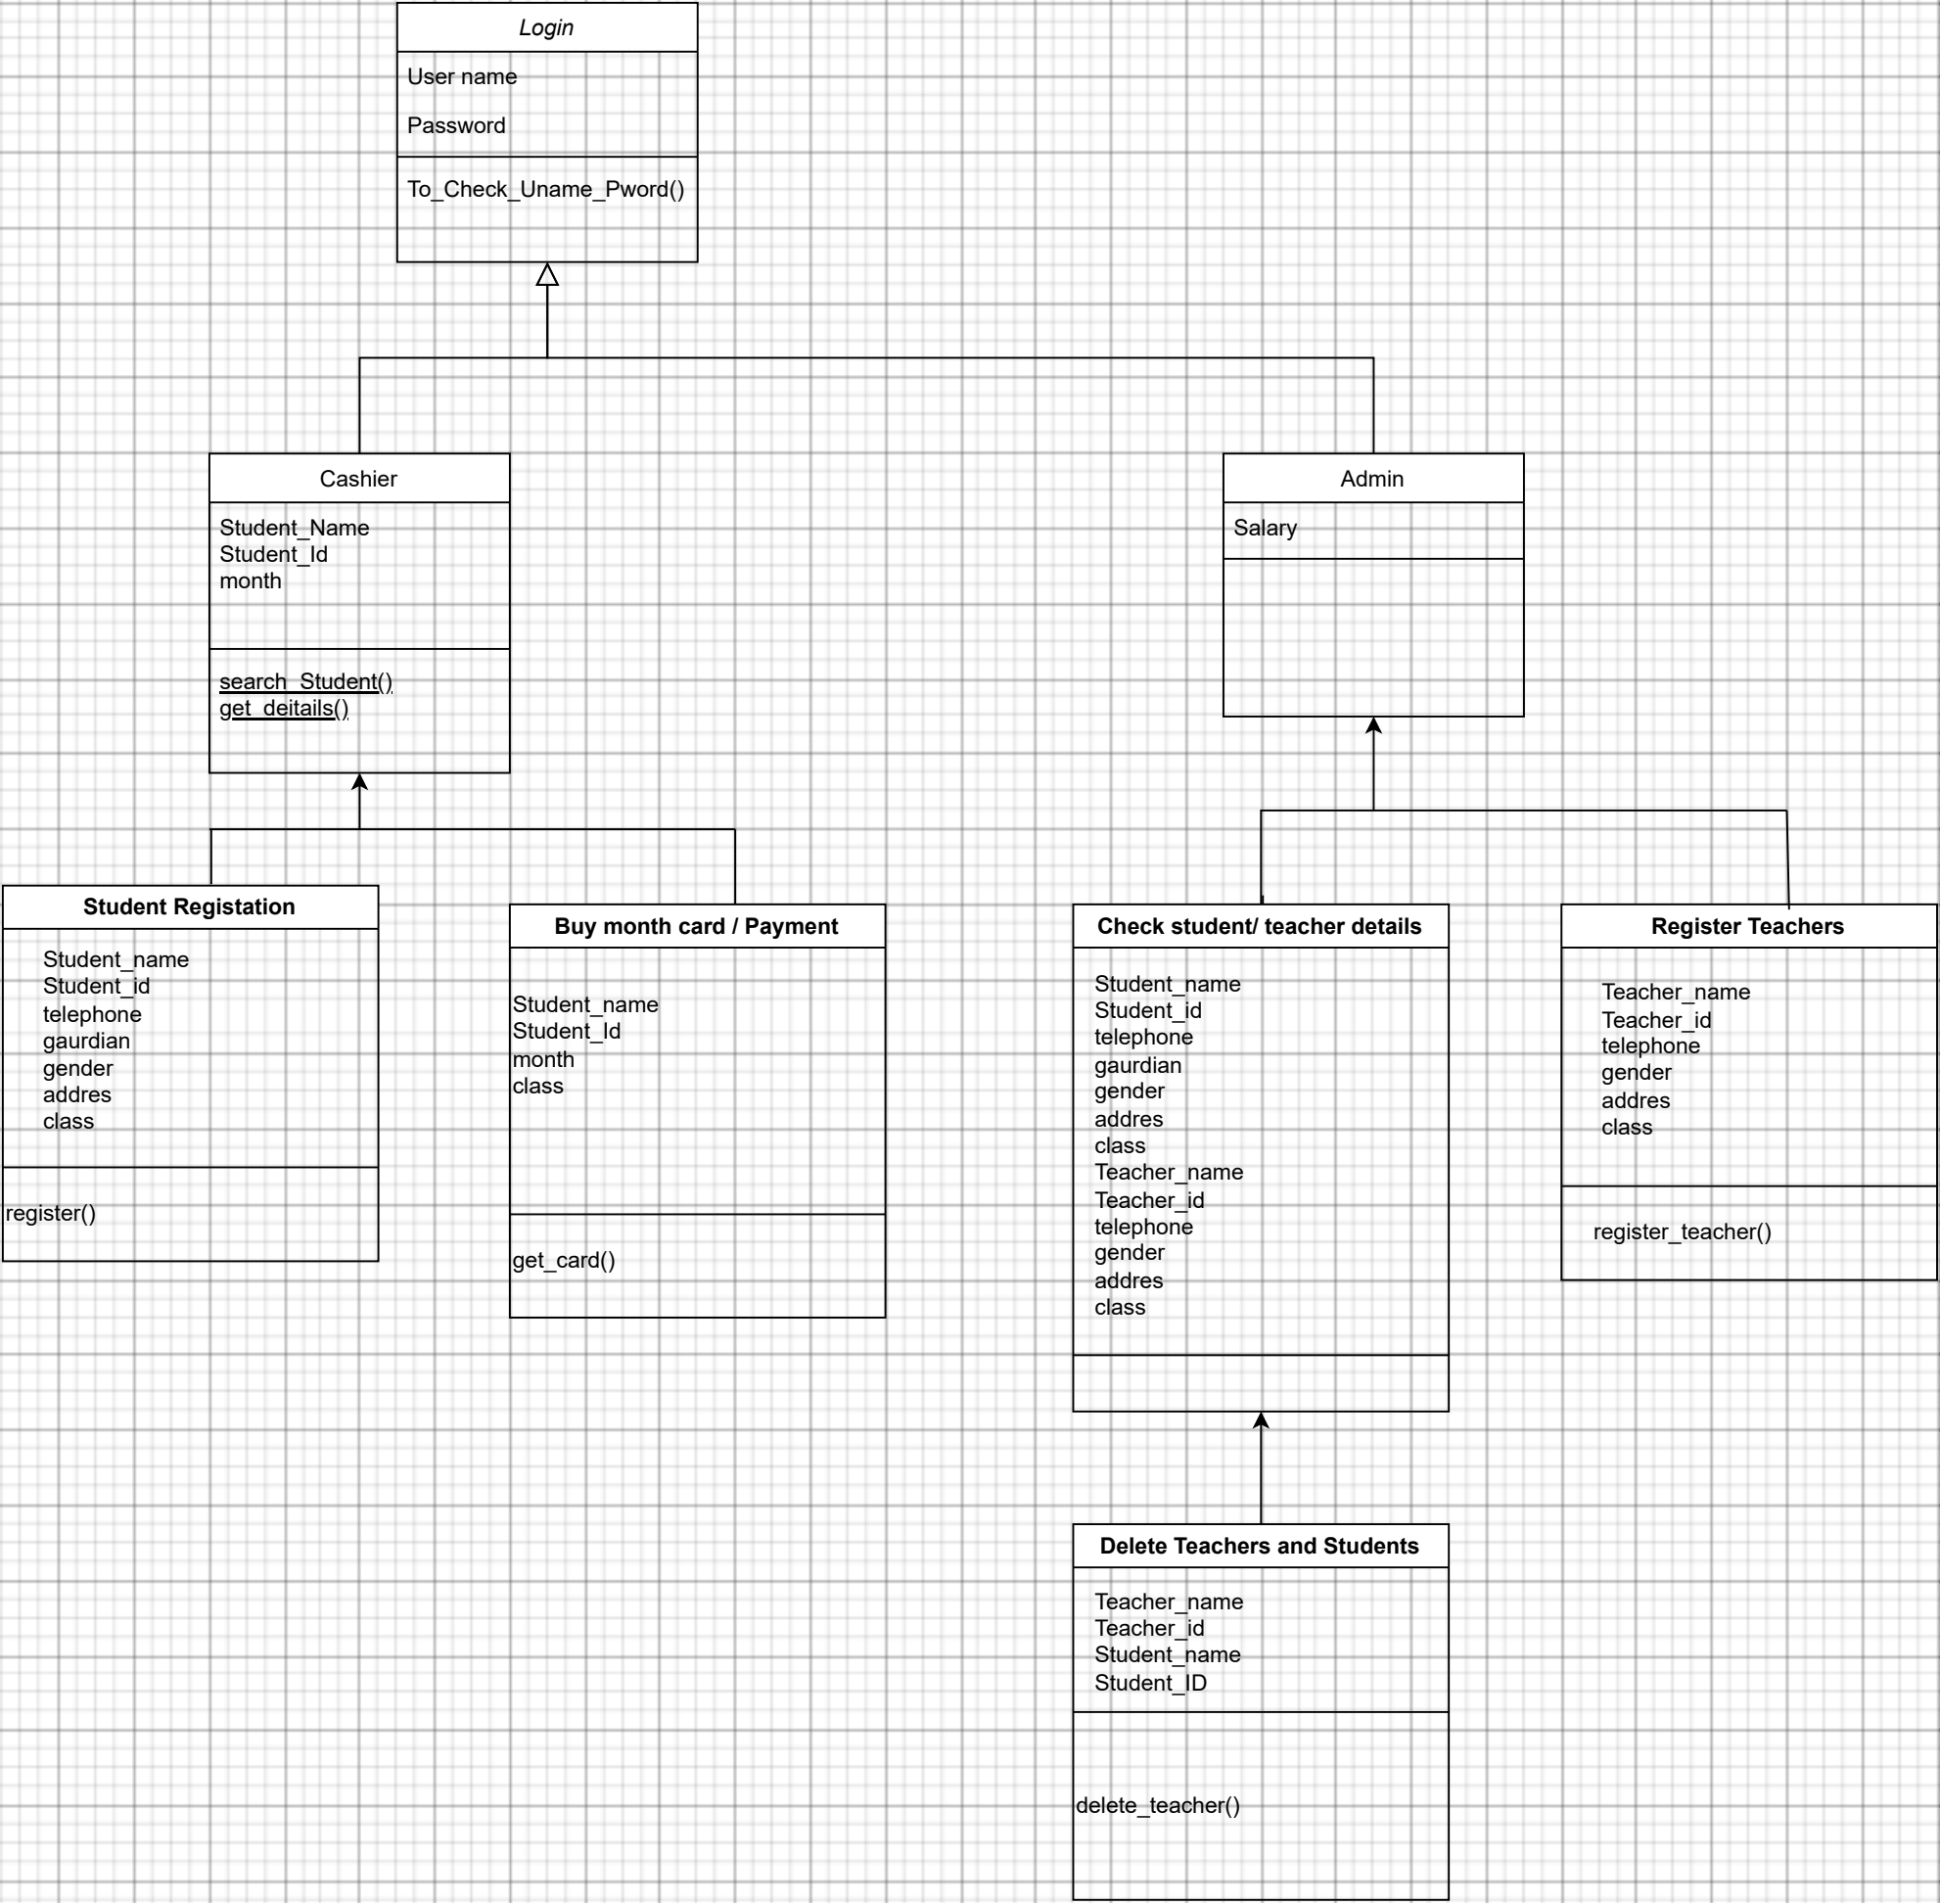 Login
User name
Password
To_Check_Uname_Pword()
Cashier
Student_Name
Student_Id
month
search_Student()
get_deitails()
Admin
Salary
Student Registation
Student_name
Student_id
telephone
gaurdian
gender
addres
class
register()
Buy month card / Payment
Student_name
Student_Id
month
class
get_card()
Check student/ teacher details
Student_name
Student_id
telephone
gaurdian
gender
addres
class
Teacher_name
Teacher_id
telephone
gender
addres
class
Register Teachers
Teacher_name
Teacher_id
telephone
gender
addres
class
register_teacher()
Delete Teachers and Students
Teacher_name
Teacher_id
Student_name
Student_ID
delete_teacher()